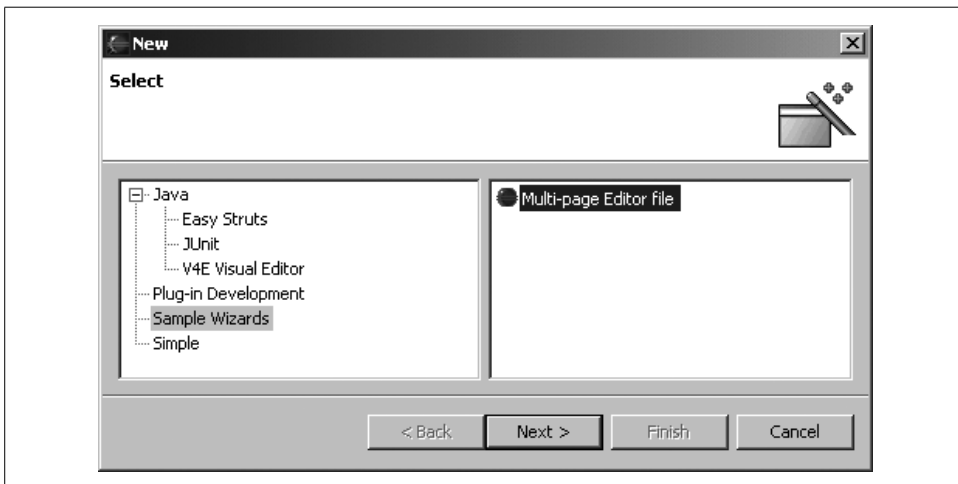 New
Select
Java
Easy Struts
JUnit
V4E Visual Editor
Plug-in Development
Sample Wizards
Simple
Multi-page Editor file
< Back
Next >
Finish
Cancel